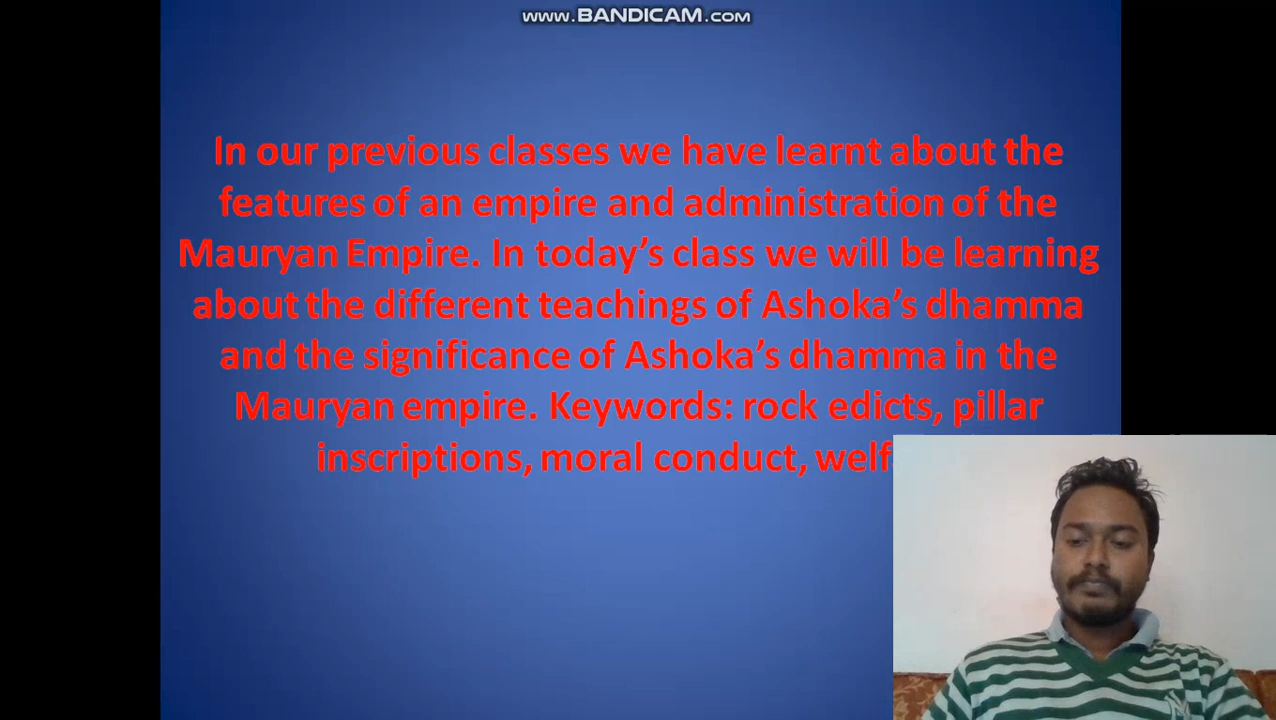 www.BANDICAM.com
In our previous classes we have learnt about the
features of an empire and administration of the
Mauryan Empire. In today’s class we will be learning
about the different teachings of Ashoka’s dhamma
and the significance of Ashoka’s dhamma in the
Mauryan empire. Keywords: rock edicts, pillar
inscriptions, moral conduct,